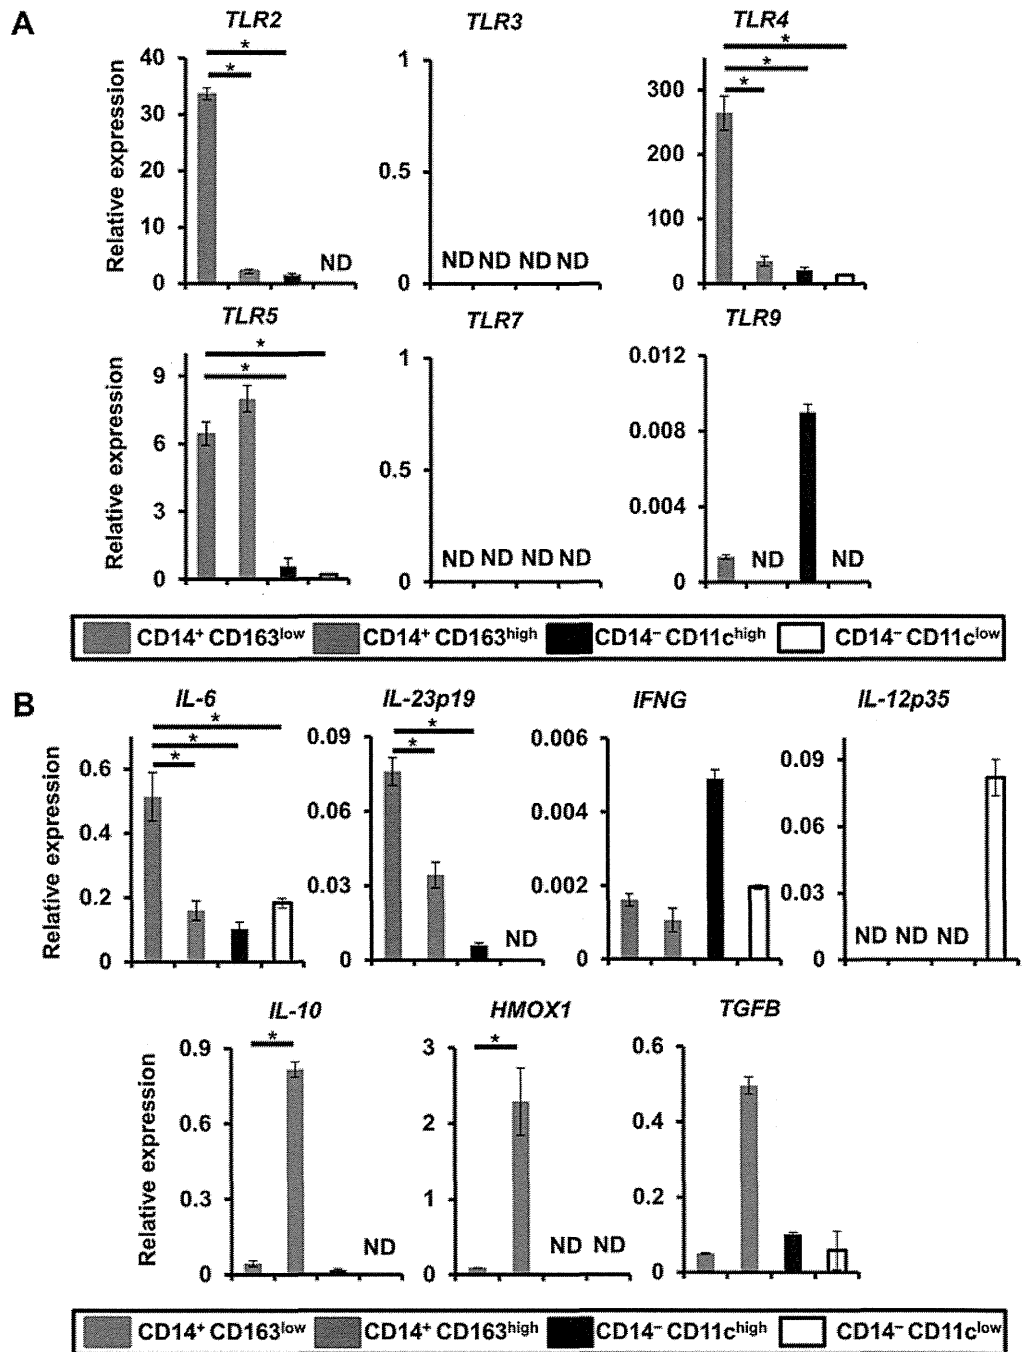 A
TLR2
TLR3
TLR4
Relative expression
40
30
20
10
0
*
*
ND
1
0.5
0
ND ND ND ND
300
200
100
0
*
*
*
TLR5
TLR7
TLR9
Relative expression
9
6
3
0
*
*
1
0.5
0
ND ND ND ND
0.012
0.008
0.004
0
ND
ND
CD14⁺ CD163ˡᵒʷ CD14⁺ CD163ʰⁱᵍʰ CD14⁻ CD11cʰⁱᵍʰ CD14⁻ CD11cˡᵒʷ
B
IL-6
IL-23p19
IFNG
IL-12p35
Relative expression
0.6
0.4
0.2
0
*
*
*
0.09
0.06
0.03
0
*
*
ND
0.006
0.004
0.002
0
0.09
0.06
0.03
0
ND ND ND
IL-10
HMOX1
TGFB
Relative expression
0.9
0.6
0.3
0
*
ND
3
2
1
0
*
ND ND
0.6
0.4
0.2
0
CD14⁺ CD163ˡᵒʷ CD14⁺ CD163ʰⁱᵍʰ CD14⁻ CD11cʰⁱᵍʰ CD14⁻ CD11cˡᵒʷ